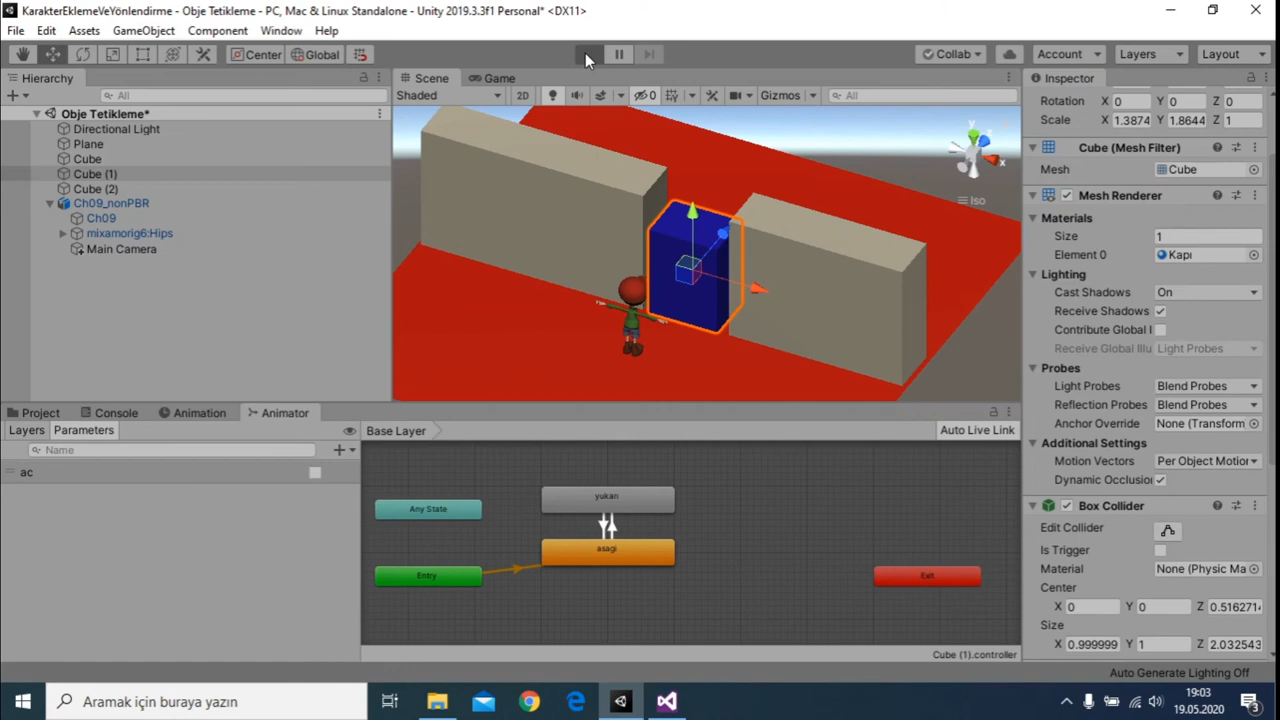 KarakterEklemeVeYönlendirme - Obje Tetikleme - PC, Mac & Linux Standalone - Unity 2019.3.3f1 Personal* <DX11>
File Edit Assets GameObject Component Window Help
Center Global Collab Account Layers Layout
Hierarchy
All
Obje Tetikleme*
Directional Light
Plane
Cube
Cube (1)
Cube (2)
Ch09_nonPBR
Ch09
mixamorig6:Hips
Main Camera
Scene Game
Shaded 2D 0 Gizmos All
y
z
x
Iso
Inspector
Rotation X 0 Y 0 Z 0
Scale X 1.3874 Y 1.8644 Z 1
Cube (Mesh Filter)
Mesh Cube
Mesh Renderer
Materials
Size 1
Element 0 Kapı
Lighting
Cast Shadows On
Receive Shadows
Contribute Global I
Receive Global Illu Light Probes
Probes
Light Probes Blend Probes
Reflection Probes Blend Probes
Anchor Override None (Transform
Additional Settings
Motion Vectors Per Object Motion
Dynamic Occlusion
Box Collider
Edit Collider
Is Trigger
Material None (Physic Ma
Center
X 0 Y 0 Z 0.516271
Size
X 0.999999 Y 1 Z 2.032543
Auto Generate Lighting Off
Project Console Animation Animator
Layers Parameters Base Layer Auto Live Link
Name
ac
Any State
Entry
yukarı
asagi
Exit
Cube (1).controller
Aramak için buraya yazın
19:03
19.05.2020
3